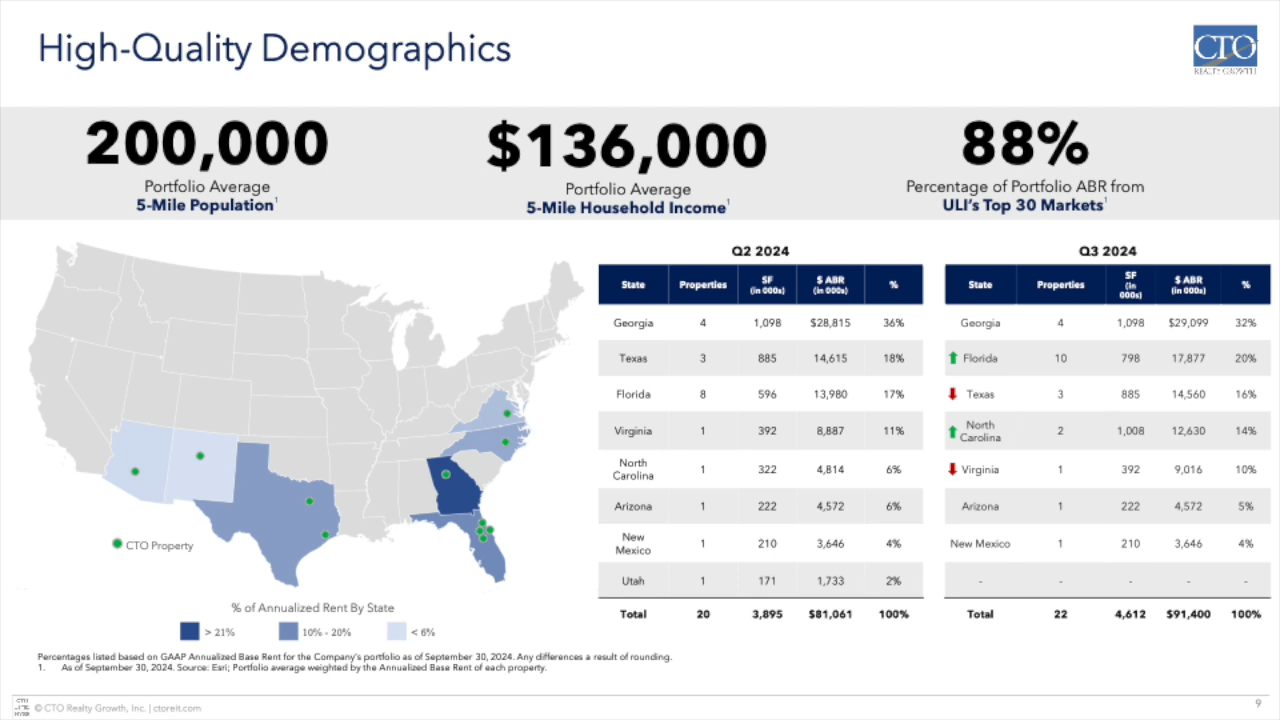 High-Quality Demographics
CTO
REALTY GROWTH
200,000
Portfolio Average
5-Mile Population1
$136,000
Portfolio Average
5-Mile Household Income1
88%
Percentage of Portfolio ABR from
ULI's Top 30 Markets1
CTO Property
% of Annualized Rent By State
> 21%
10% - 20%
< 6%
Q2 2024
State Properties SF (in 000s) $ ABR (in 000s) %
Georgia 4 1,098 $28,815 36%
Texas 3 885 14,615 18%
Florida 8 596 13,980 17%
Virginia 1 392 8,887 11%
North Carolina 1 322 4,814 6%
Arizona 1 222 4,572 6%
New Mexico 1 210 3,646 4%
Utah 1 171 1,733 2%
Total 20 3,895 $81,061 100%
Q3 2024
State Properties SF (in 000s) $ ABR (in 000s) %
Georgia 4 1,098 $29,099 32%
Florida 10 798 17,877 20%
Texas 3 885 14,560 16%
North Carolina 2 1,008 12,630 14%
Virginia 1 392 9,016 10%
Arizona 1 222 4,572 5%
New Mexico 1 210 3,646 4%
- - - - -
Total 22 4,612 $91,400 100%
Percentages listed based on GAAP Annualized Base Rent for the Company's portfolio as of September 30, 2024. Any differences a result of rounding.
1. As of September 30, 2024. Source: Esri; Portfolio average weighted by the Annualized Base Rent of each property.
© CTO Realty Growth, Inc. | ctoreit.com
9